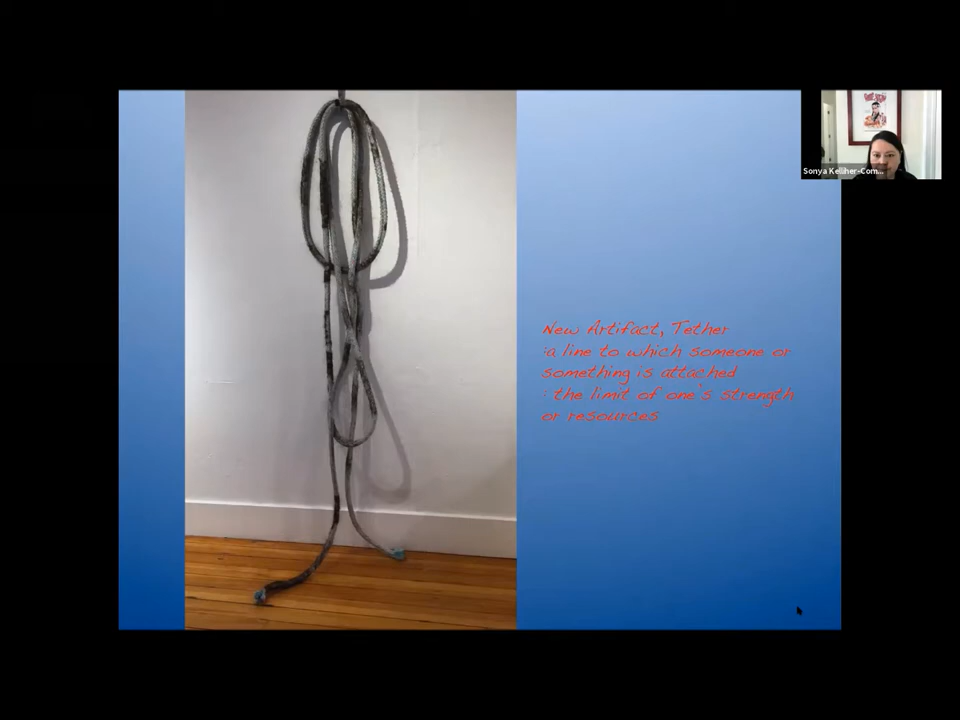 Sonya Kelliher-Com...
New Artifact, Tether
:a line to which someone or
something is attached
: the limit of one's strength
or resources